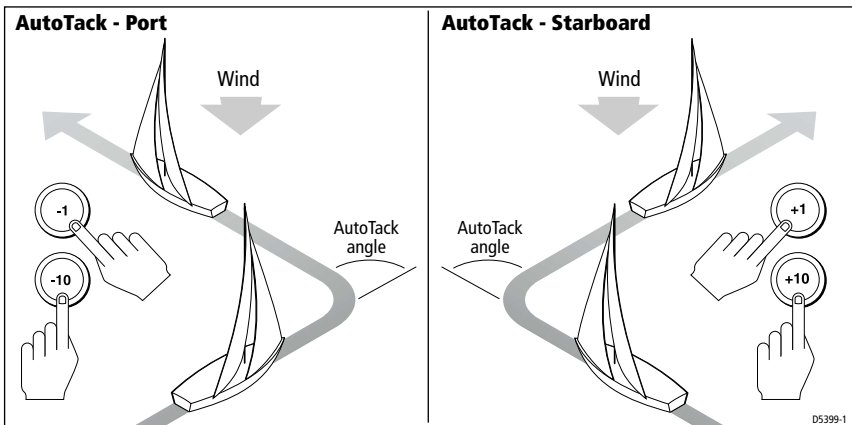 AutoTack - Port
Wind
-1
-10
AutoTack
angle
AutoTack - Starboard
Wind
AutoTack
angle
+1
+10
D5399-1